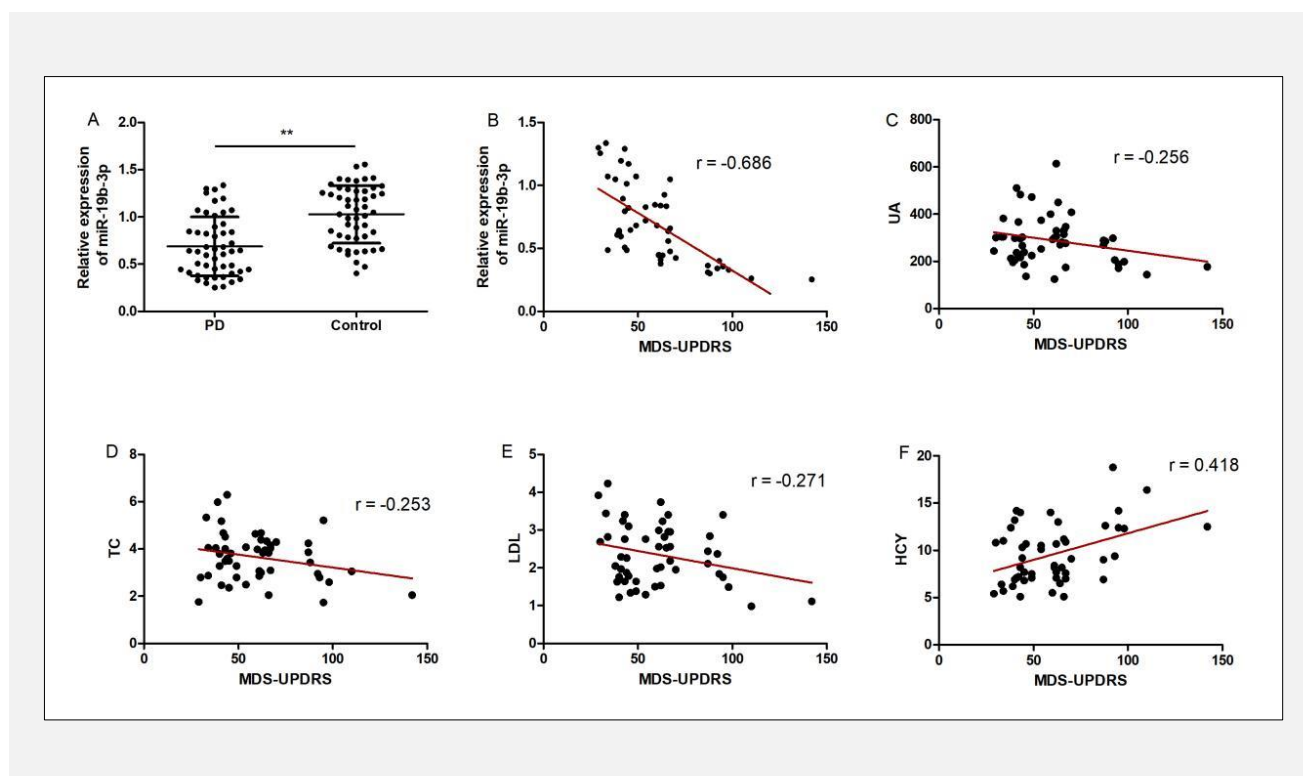 A
Relative expression
of miR-19b-3p
2.0
1.5
1.0
0.5
0.0
**
PD
Control
B
Relative expression
of miR-19b-3p
1.5
1.0
0.5
0.0
r = -0.686
0
50
100
150
MDS-UPDRS
C
UA
800
600
400
200
0
r = -0.256
0
50
100
150
MDS-UPDRS
D
TC
8
6
4
2
0
r = -0.253
0
50
100
150
MDS-UPDRS
E
LDL
5
4
3
2
1
0
r = -0.271
0
50
100
150
MDS-UPDRS
F
HCY
20
15
10
5
0
r = 0.418
0
50
100
150
MDS-UPDRS